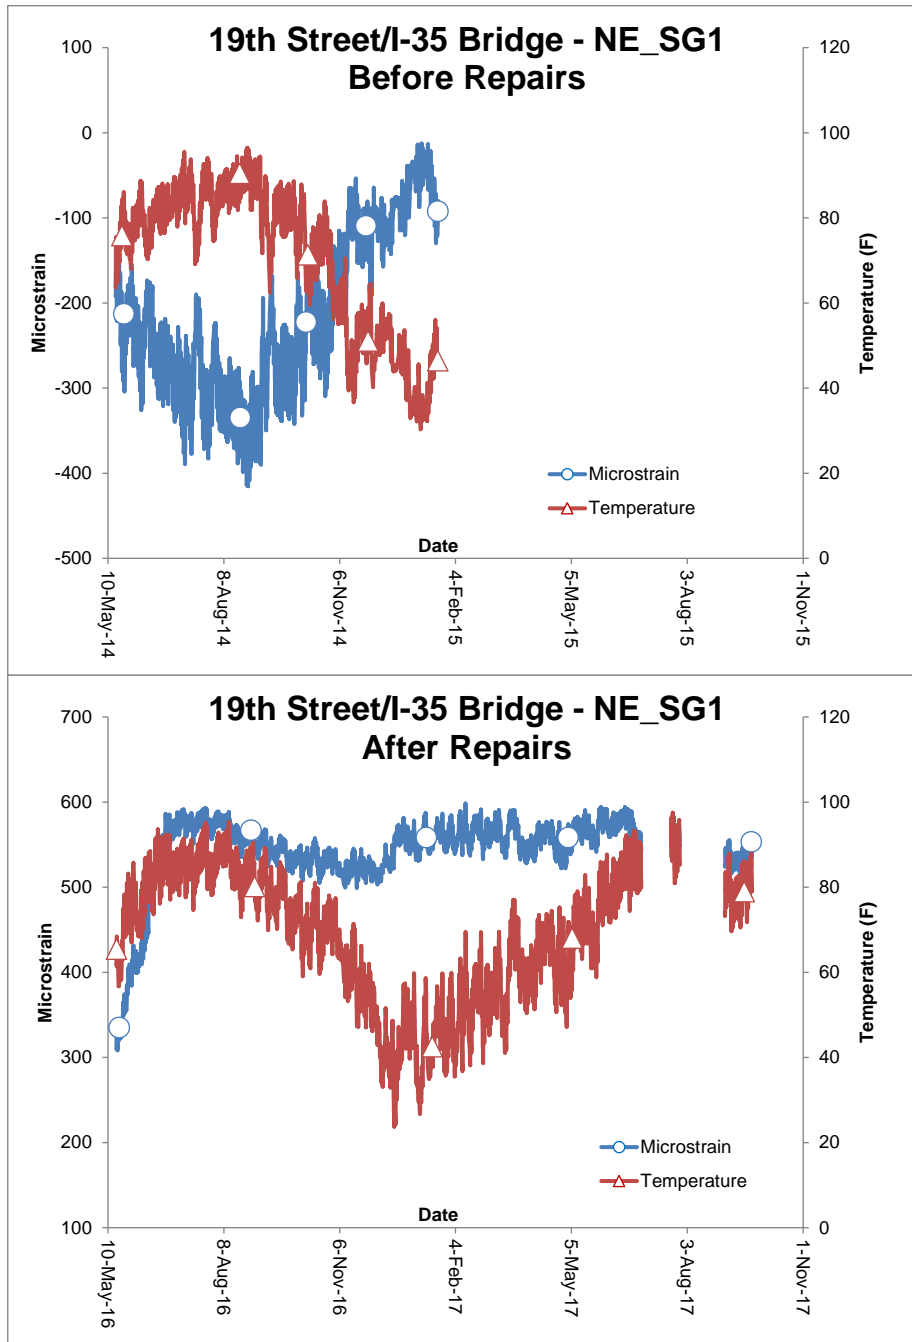 19th Street/I-35 Bridge - NE_SG1
Before Repairs
100
0
-100
-200
-300
-400
-500
Microstrain
120
100
80
60
40
20
0
Temperature (F)
Microstrain
Temperature
Date
10-May-14
8-Aug-14
6-Nov-14
4-Feb-15
5-May-15
3-Aug-15
1-Nov-15
19th Street/I-35 Bridge - NE_SG1
After Repairs
700
600
500
400
300
200
100
Microstrain
120
100
80
60
40
20
0
Temperature (F)
Microstrain
Temperature
Date
10-May-16
8-Aug-16
6-Nov-16
4-Feb-17
5-May-17
3-Aug-17
1-Nov-17